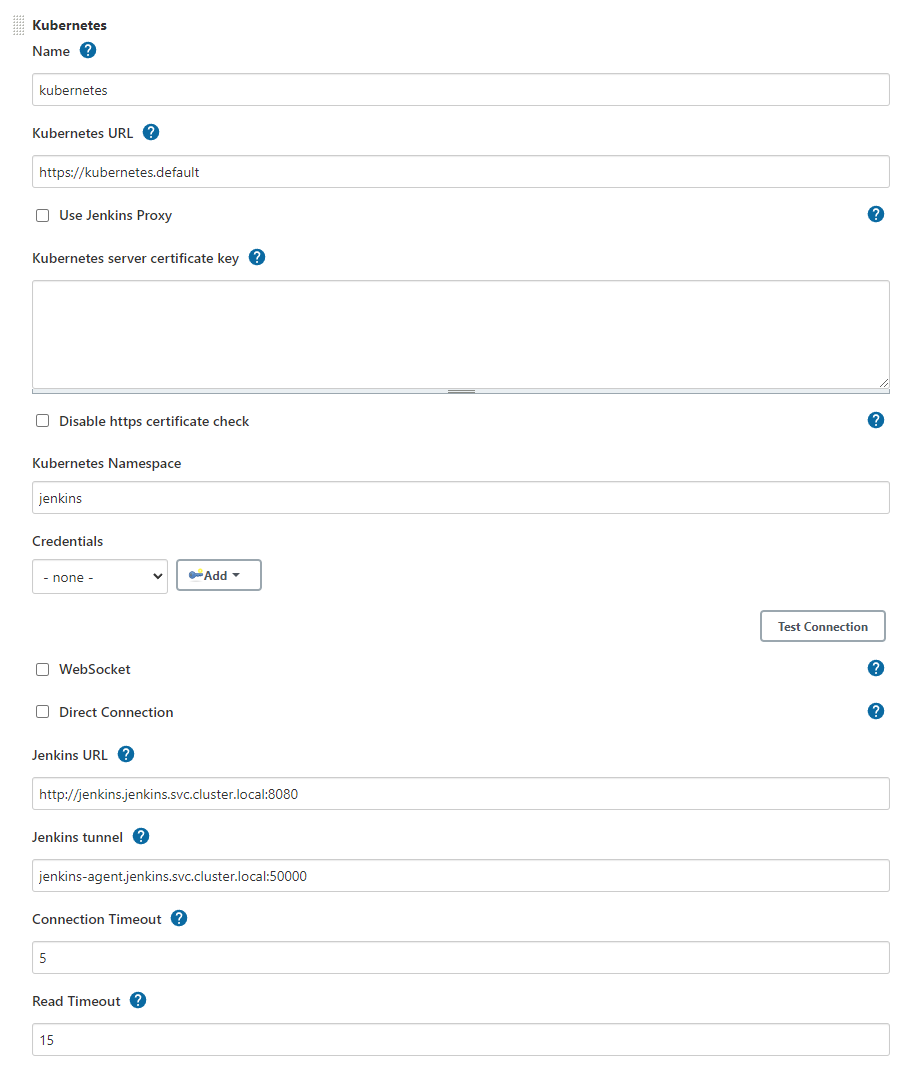 Kubernetes
Name ?
kubernetes
Kubernetes URL ?
https://kubernetes.default
Use Jenkins Proxy ?
Kubernetes server certificate key ?
Disable https certificate check ?
Kubernetes Namespace
jenkins
Credentials
- none - Add
Test Connection
WebSocket ?
Direct Connection ?
Jenkins URL ?
http://jenkins.jenkins.svc.cluster.local:8080
Jenkins tunnel ?
jenkins-agent.jenkins.svc.cluster.local:50000
Connection Timeout ?
5
Read Timeout ?
15